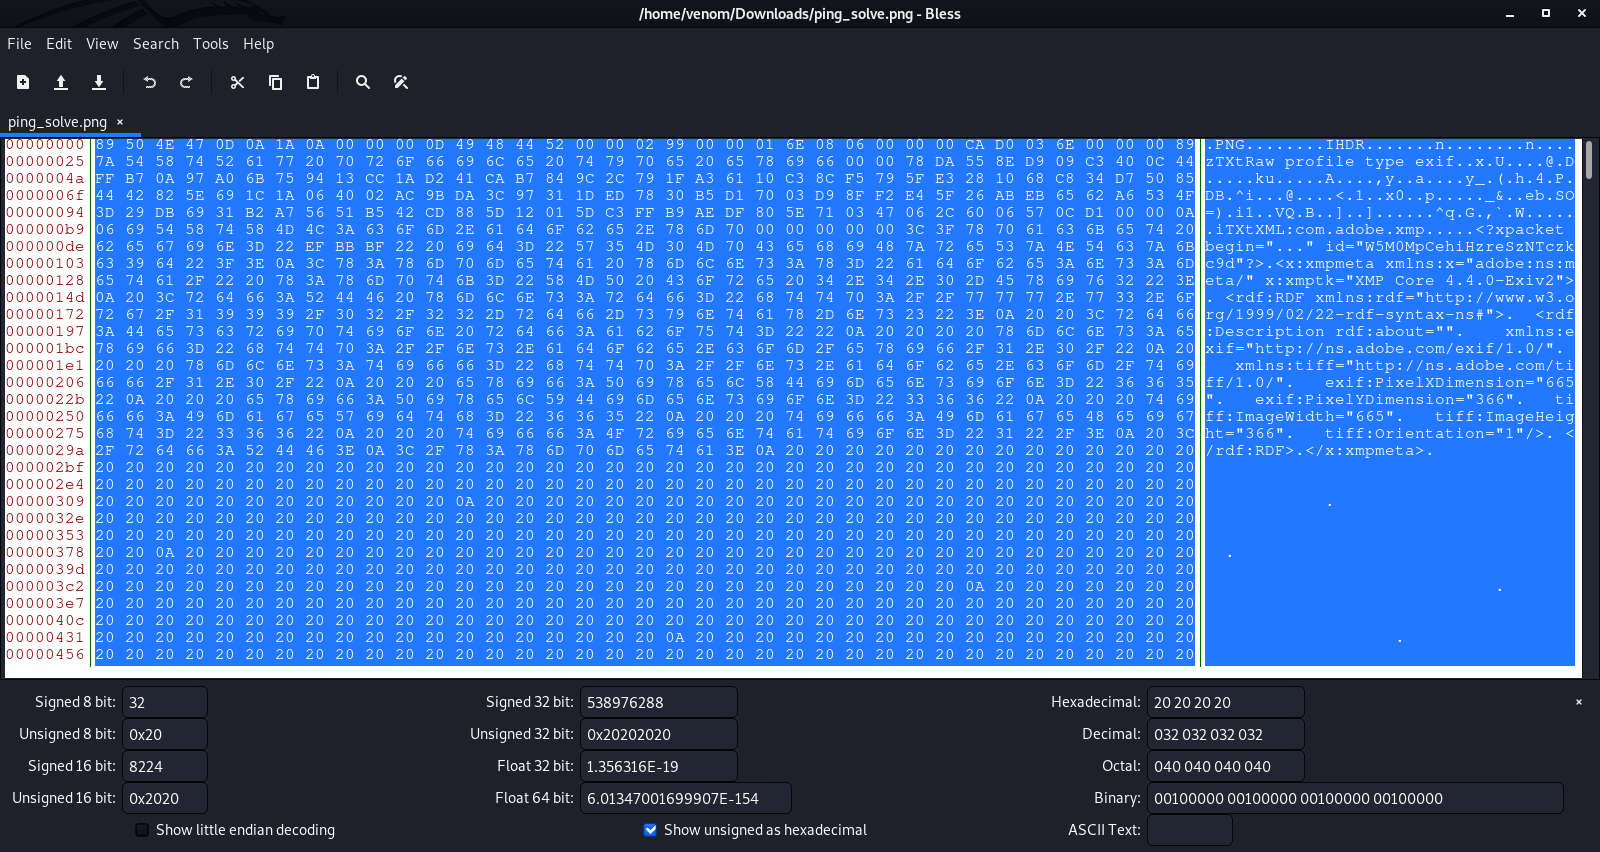 /home/venom/Downloads/ping_solve.png - Bless
File Edit View Search Tools Help
ping_solve.png ×
00000000 89 50 4E 47 0D 0A 1A 0A 00 00 00 0D 49 48 44 52 00 00 02 99 00 00 01 6E 08 06 00 00 00 CA D0 03 6E 00 00 00 89 .PNG........IHDR.......n........n....
00000025 7A 54 58 74 52 61 77 20 70 72 6F 66 69 6C 65 20 74 79 70 65 20 65 78 69 66 00 00 78 DA 55 8E D9 09 C3 40 0C 44 zTXtRaw profile type exif..x.U....@.D
0000004a FF B7 0A 97 A0 6B 75 94 13 CC 1A D2 41 CA B7 84 9C 2C 79 1F A3 61 10 C3 8C F5 79 5F E3 28 10 68 C8 34 D7 50 85 .....ku.....A....,y..a....y_.(.h.4.P.
0000006f 44 42 82 5E 69 1C 1A 06 40 02 AC 9B DA 3C 97 31 1D ED 78 30 B5 D1 70 03 D9 8F F2 E4 5F 26 AB EB 65 62 A6 53 4F DB.^i...@....<.1..x0..p....._&..eb.SO
00000094 3D 29 DB 69 31 B2 A7 56 51 B5 42 CD 88 5D 12 01 5D C3 FF B9 AE DF 80 5E 71 03 47 06 2C 60 06 57 0C D1 00 00 0A =).i1..VQ.B..]..]......^q.G.,`.W.....
000000b9 06 69 54 58 74 58 4D 4C 3A 63 6F 6D 2E 61 64 6F 62 65 2E 78 6D 70 00 00 00 00 00 3C 3F 78 70 61 63 6B 65 74 20 .iTXtXML:com.adobe.xmp.....<?xpacket
000000de 62 65 67 69 6E 3D 22 EF BB BF 22 20 69 64 3D 22 57 35 4D 30 4D 70 43 65 68 69 48 7A 72 65 53 7A 4E 54 63 7A 6B begin="..." id="W5M0MpCehiHzreSzNTczk
00000103 63 39 64 22 3F 3E 0A 3C 78 3A 78 6D 70 6D 65 74 61 20 78 6D 6C 6E 73 3A 78 3D 22 61 64 6F 62 65 3A 6E 73 3A 6D c9d"?>.<x:xmpmeta xmlns:x="adobe:ns:m
00000128 65 74 61 2F 22 20 78 3A 78 6D 70 74 6B 3D 22 58 4D 50 20 43 6F 72 65 20 34 2E 34 2E 30 2D 45 78 69 76 32 22 3E eta/" x:xmptk="XMP Core 4.4.0-Exiv2">
0000014d 0A 20 3C 72 64 66 3A 52 44 46 20 78 6D 6C 6E 73 3A 72 64 66 3D 22 68 74 74 70 3A 2F 2F 77 77 77 2E 77 33 2E 6F . <rdf:RDF xmlns:rdf="http://www.w3.o
00000172 72 67 2F 31 39 39 39 2F 30 32 2F 32 32 2D 72 64 66 2D 73 79 6E 74 61 78 2D 6E 73 23 22 3E 0A 20 20 3C 72 64 66 rg/1999/02/22-rdf-syntax-ns#">.  <rdf
00000197 3A 44 65 73 63 72 69 70 74 69 6F 6E 20 72 64 66 3A 61 62 6F 75 74 3D 22 22 0A 20 20 20 20 78 6D 6C 6E 73 3A 65 :Description rdf:about="".    xmlns:e
000001bc 78 69 66 3D 22 68 74 74 70 3A 2F 2F 6E 73 2E 61 64 6F 62 65 2E 63 6F 6D 2F 65 78 69 66 2F 31 2E 30 2F 22 0A 20 xif="http://ns.adobe.com/exif/1.0/".
000001e1 20 20 20 78 6D 6C 6E 73 3A 74 69 66 66 3D 22 68 74 74 70 3A 2F 2F 6E 73 2E 61 64 6F 62 65 2E 63 6F 6D 2F 74 69 xmlns:tiff="http://ns.adobe.com/ti
00000206 66 66 2F 31 2E 30 2F 22 0A 20 20 20 65 78 69 66 3A 50 69 78 65 6C 58 44 69 6D 65 6E 73 69 6F 6E 3D 22 36 36 35 ff/1.0/".   exif:PixelXDimension="665
0000022b 22 0A 20 20 20 65 78 69 66 3A 50 69 78 65 6C 59 44 69 6D 65 6E 73 69 6F 6E 3D 22 33 36 36 22 0A 20 20 20 74 69 ".   exif:PixelYDimension="366".   ti
00000250 66 66 3A 49 6D 61 67 65 57 69 64 74 68 3D 22 36 36 35 22 0A 20 20 20 74 69 66 66 3A 49 6D 61 67 65 48 65 69 67 ff:ImageWidth="665".   tiff:ImageHeig
00000275 68 74 3D 22 33 36 36 22 0A 20 20 20 74 69 66 66 3A 4F 72 69 65 6E 74 61 74 69 6F 6E 3D 22 31 22 2F 3E 0A 20 3C ht="366".   tiff:Orientation="1"/>. <
0000029a 2F 72 64 66 3A 52 44 46 3E 0A 3C 2F 78 3A 78 6D 70 6D 65 74 61 3E 0A 20 20 20 20 20 20 20 20 20 20 20 20 20 20 /rdf:RDF>.</x:xmpmeta>.
000002bf 20 20 20 20 20 20 20 20 20 20 20 20 20 20 20 20 20 20 20 20 20 20 20 20 20 20 20 20 20 20 20 20 20 20 20 20 20
000002e4 20 20 20 20 20 20 20 20 20 20 20 20 20 20 20 20 20 20 20 20 20 20 20 20 20 20 20 20 20 20 20 20 20 20 20 20 20
00000309 20 20 20 20 20 20 20 20 20 20 20 20 0A 20 20 20 20 20 20 20 20 20 20 20 20 20 20 20 20 20 20 20 20 20 20 20 20 .
0000032e 20 20 20 20 20 20 20 20 20 20 20 20 20 20 20 20 20 20 20 20 20 20 20 20 20 20 20 20 20 20 20 20 20 20 20 20 20
00000353 20 20 20 20 20 20 20 20 20 20 20 20 20 20 20 20 20 20 20 20 20 20 20 20 20 20 20 20 20 20 20 20 20 20 20 20 20
00000378 20 20 0A 20 20 20 20 20 20 20 20 20 20 20 20 20 20 20 20 20 20 20 20 20 20 20 20 20 20 20 20 20 20 20 20 20 20 .
0000039d 20 20 20 20 20 20 20 20 20 20 20 20 20 20 20 20 20 20 20 20 20 20 20 20 20 20 20 20 20 20 20 20 20 20 20 20 20
000003c2 20 20 20 20 20 20 20 20 20 20 20 20 20 20 20 20 20 20 20 20 20 20 20 20 20 20 20 20 20 0A 20 20 20 20 20 20 20 .
000003e7 20 20 20 20 20 20 20 20 20 20 20 20 20 20 20 20 20 20 20 20 20 20 20 20 20 20 20 20 20 20 20 20 20 20 20 20 20
0000040c 20 20 20 20 20 20 20 20 20 20 20 20 20 20 20 20 20 20 20 20 20 20 20 20 20 20 20 20 20 20 20 20 20 20 20 20 20
00000431 20 20 20 20 20 20 20 20 20 20 20 20 20 20 20 20 20 20 20 0A 20 20 20 20 20 20 20 20 20 20 20 20 20 20 20 20 20 .
00000456 20 20 20 20 20 20 20 20 20 20 20 20 20 20 20 20 20 20 20 20 20 20 20 20 20 20 20 20 20 20 20 20 20 20 20 20 20
Signed 8 bit: 32 Signed 32 bit: 538976288 Hexadecimal: 20 20 20 20 ×
Unsigned 8 bit: 0x20 Unsigned 32 bit: 0x20202020 Decimal: 032 032 032 032
Signed 16 bit: 8224 Float 32 bit: 1.356316E-19 Octal: 040 040 040 040
Unsigned 16 bit: 0x2020 Float 64 bit: 6.01347001699907E-154 Binary: 00100000 00100000 00100000 00100000
Show little endian decoding Show unsigned as hexadecimal ASCII Text: